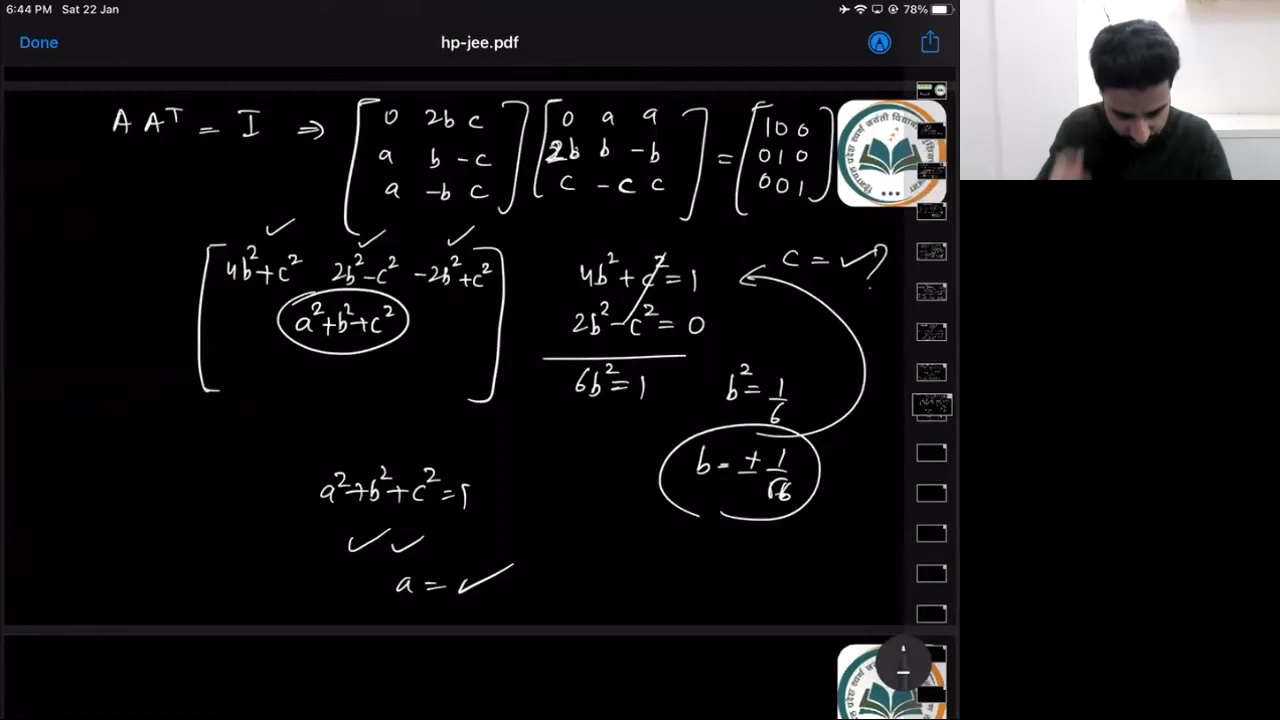 6:44 PM Sat 22 Jan 78%
Done hp-jee.pdf
A Aᵀ = I ⇒ [0 2b c [0 a a = [1 0 0
a b -c 2b b -b 0 1 0
a -b c] c -c c] 0 0 1]
[4b²+c² 2b²-c² -2b²+c²
a²+b²+c² ]
4b²+c²=1
2b²-c²=0
6b²=1
c = ✓?
b²=1/6
b=±1/√6
a²+b²+c²=1
✓ ✓
a = ✓